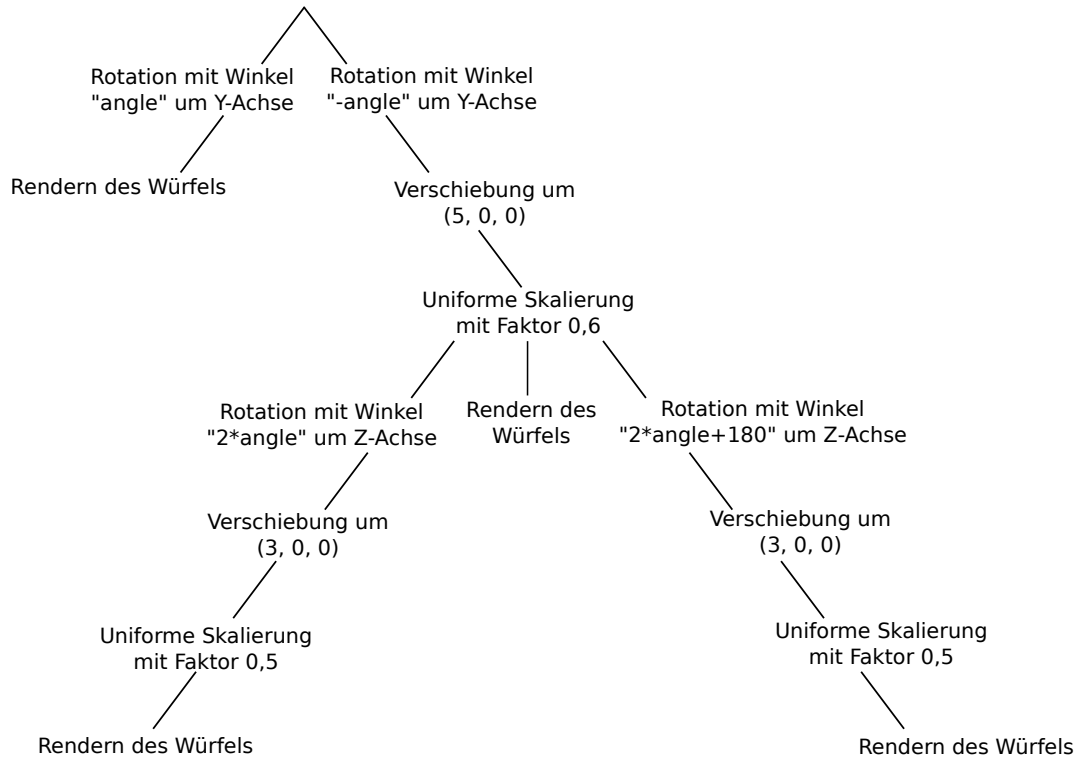 Rotation mit Winkel
"angle" um Y-Achse
Rotation mit Winkel
"-angle" um Y-Achse
Rendern des Würfels
Verschiebung um
(5, 0, 0)
Uniforme Skalierung
mit Faktor 0,6
Rotation mit Winkel
"2*angle" um Z-Achse
Rendern des
Würfels
Rotation mit Winkel
"2*angle+180" um Z-Achse
Verschiebung um
(3, 0, 0)
Verschiebung um
(3, 0, 0)
Uniforme Skalierung
mit Faktor 0,5
Uniforme Skalierung
mit Faktor 0,5
Rendern des Würfels
Rendern des Würfels